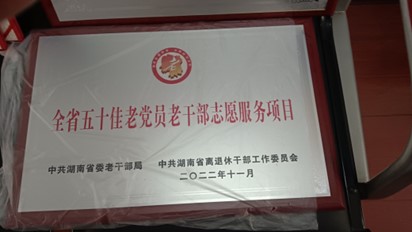 全省五十佳老党员老干部志愿服务项目
中共湖南省委老干部局 中共湖南省离退休干部工作委员会
二〇二二年十一月